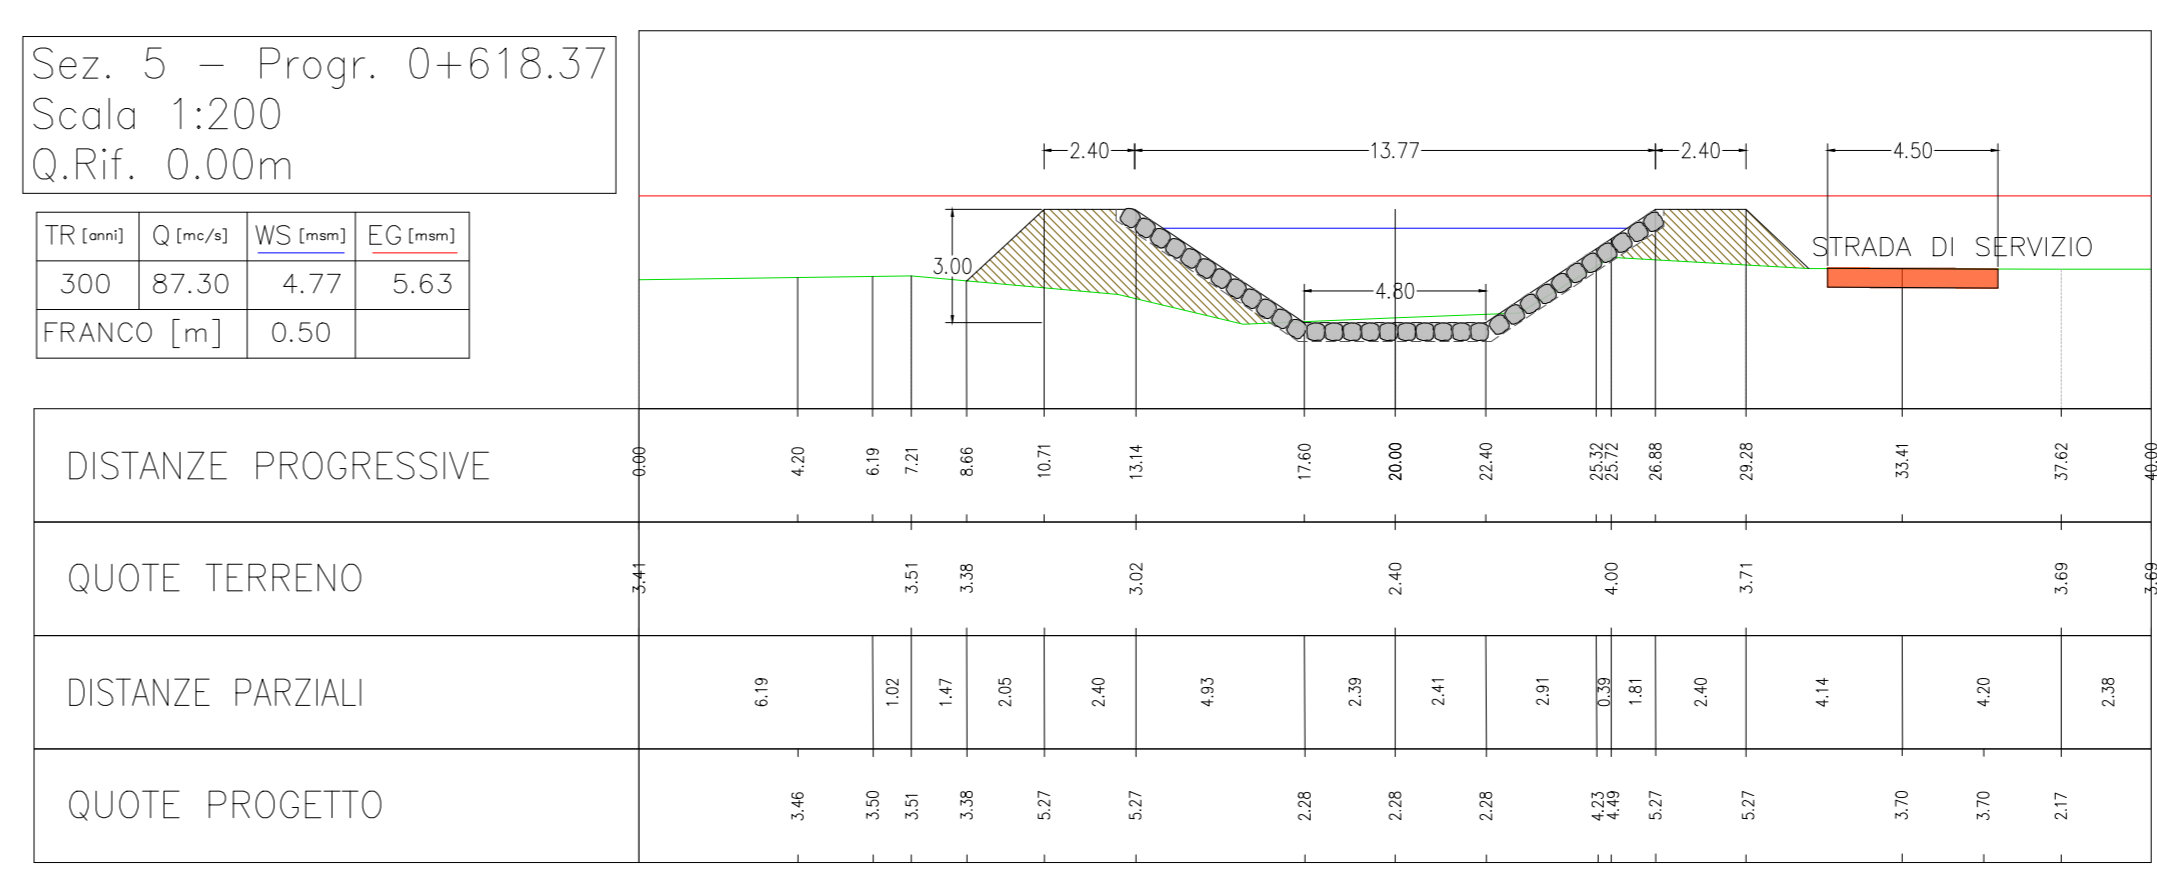 Sez. 5 - Progr. 0+618.37
Scala 1:200
Q.Rif. 0.00m
TR [anni] Q [mc/s] WS [msm] EG [msm]
300 87.30 4.77 5.63
FRANCO [m] 0.50
2.40 13.77 2.40 4.50
STRADA DI SERVIZIO
3.00
4.80
DISTANZE PROGRESSIVE 0.00 4.20 6.19 7.21 8.66 10.71 13.14 17.60 20.00 22.40 25.32 25.72 26.88 29.28 33.41 37.62 40.00
QUOTE TERRENO 3.41 3.51 3.38 3.02 2.40 4.00 3.71 3.69 3.69
DISTANZE PARZIALI 6.19 1.02 1.47 2.05 2.40 4.93 2.39 2.41 2.91 0.39 1.81 2.40 4.14 4.20 2.38
QUOTE PROGETTO 3.46 3.50 3.51 3.38 5.27 5.27 2.28 2.28 2.28 4.23 4.49 5.27 5.27 3.70 3.70 2.17